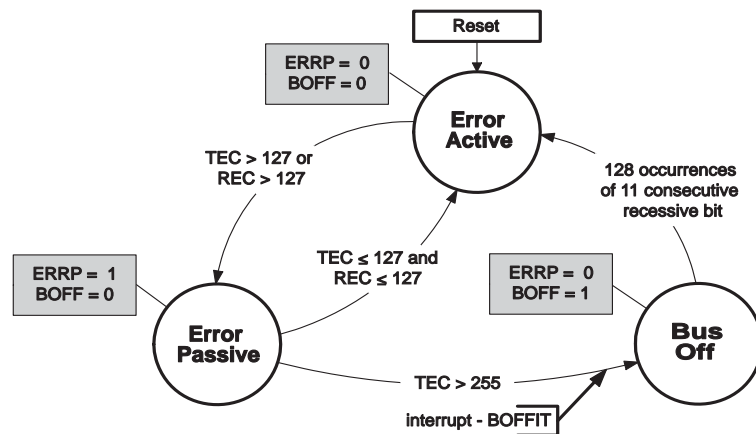 Reset
ERRP = 0
BOFF = 0
Error
Active
TEC > 127 or
REC > 127
128 occurrences
of 11 consecutive
recessive bit
TEC ≤ 127 and
REC ≤ 127
ERRP = 1
BOFF = 0
ERRP = 0
BOFF = 1
Error
Passive
Bus
Off
TEC > 255
interrupt - BOFFIT